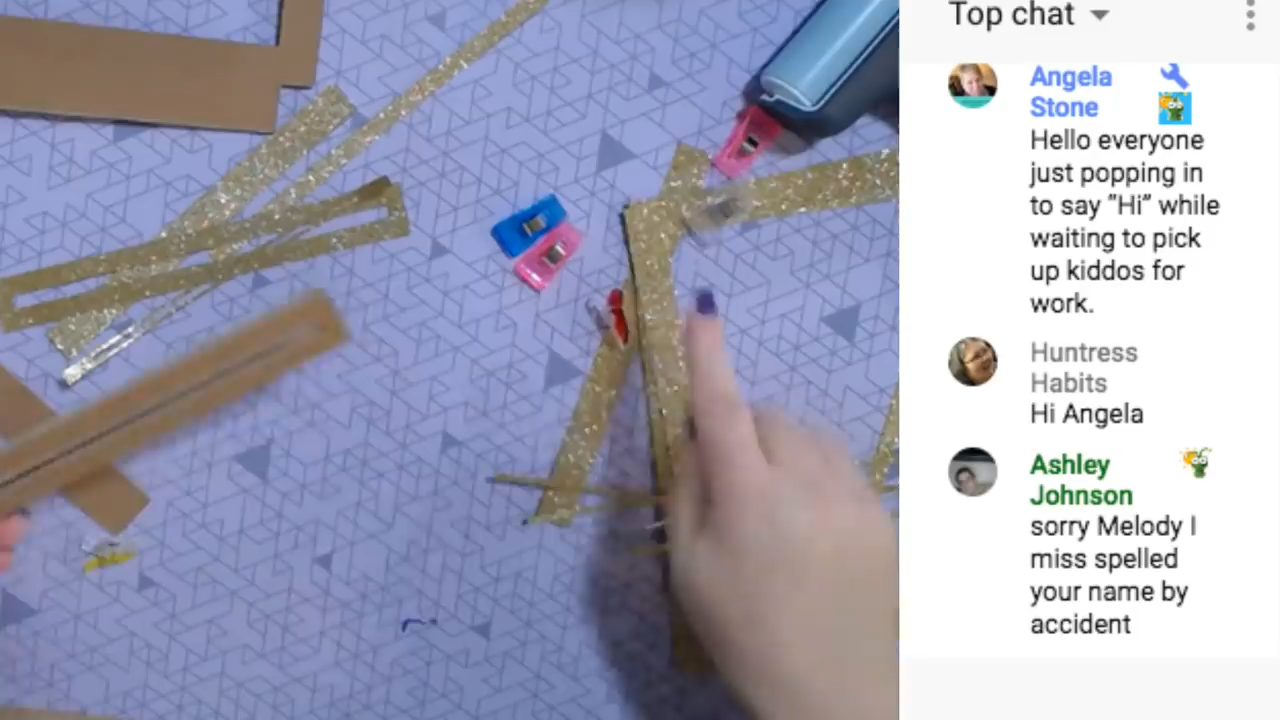 Top chat
Angela
Stone
Hello everyone
just popping in
to say "Hi" while
waiting to pick
up kiddos for
work.
Huntress
Habits
Hi Angela
Ashley
Johnson
sorry Melody I
miss spelled
your name by
accident